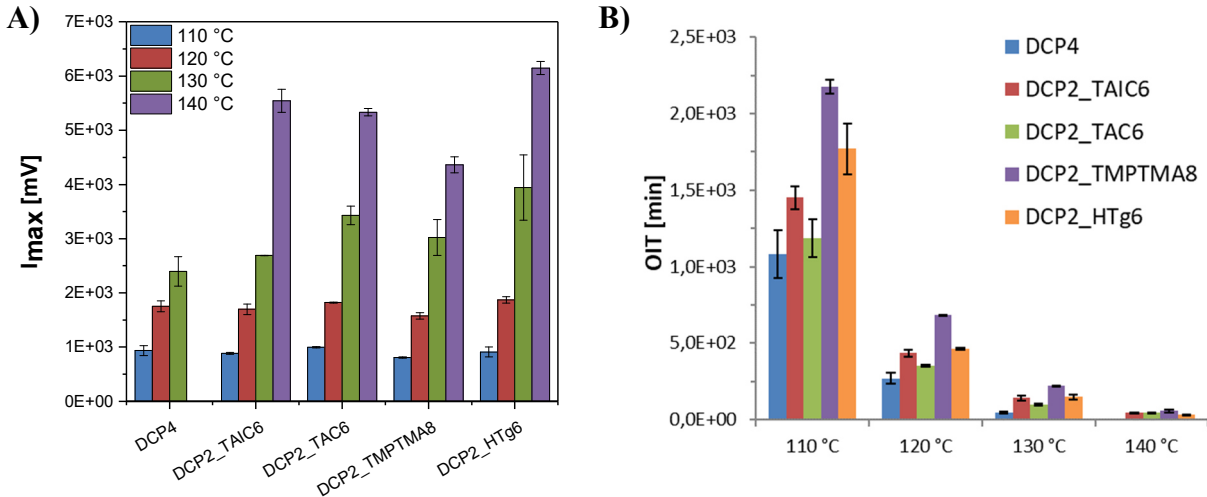 A)
7E+03
6E+03
5E+03
4E+03
3E+03
2E+03
1E+03
0E+00
Imax [mV]
110 °C
120 °C
130 °C
140 °C
DCP4
DCP2_TAIC6
DCP2_TAC6
DCP2_TMPTMA8
DCP2_HTg6
B)
2,5E+03
2,0E+03
1,5E+03
1,0E+03
5,0E+02
0,0E+00
OIT [min]
DCP4
DCP2_TAIC6
DCP2_TAC6
DCP2_TMPTMA8
DCP2_HTg6
110 °C
120 °C
130 °C
140 °C